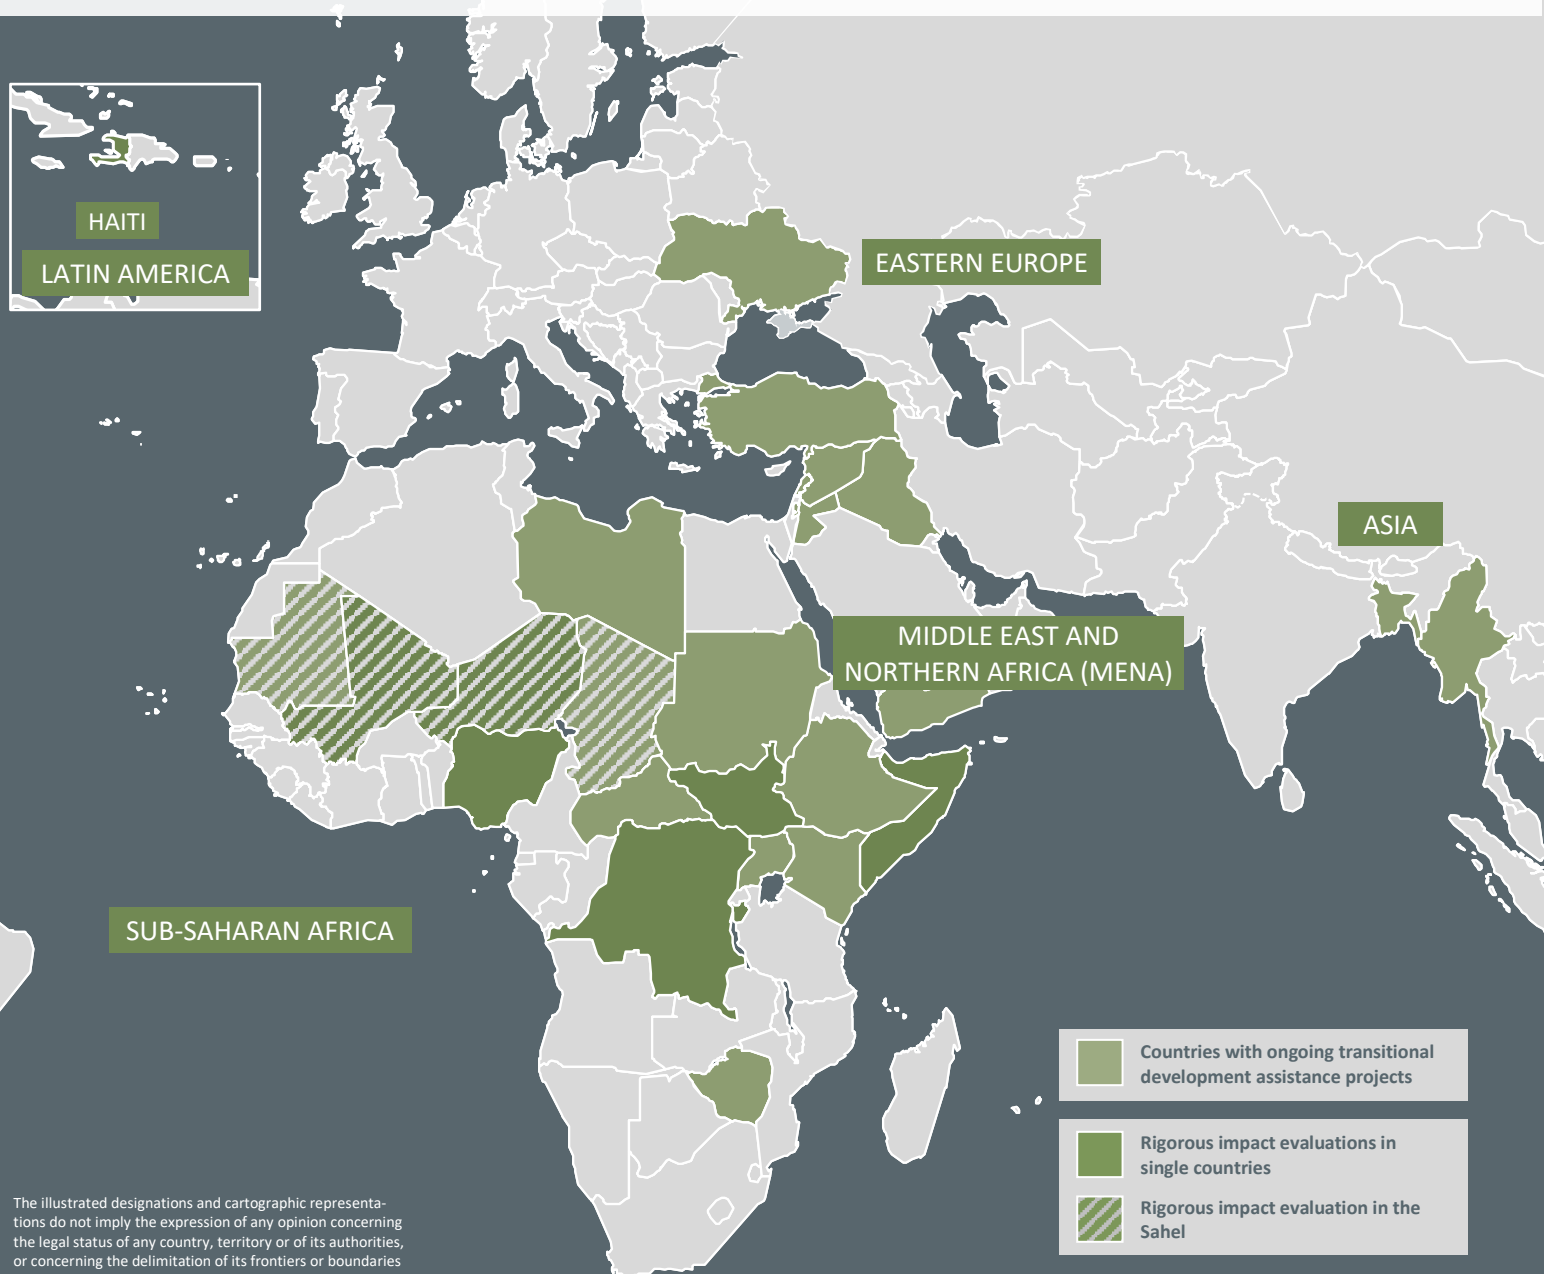 HAITI
LATIN AMERICA
EASTERN EUROPE
ASIA
MIDDLE EAST AND
NORTHERN AFRICA (MENA)
SUB-SAHARAN AFRICA
Countries with ongoing transitional
development assistance projects
Rigorous impact evaluations in
single countries
Rigorous impact evaluation in the
Sahel
The illustrated designations and cartographic representa-
tions do not imply the expression of any opinion concerning
the legal status of any country, territory or of its authorities,
or concerning the delimitation of its frontiers or boundaries